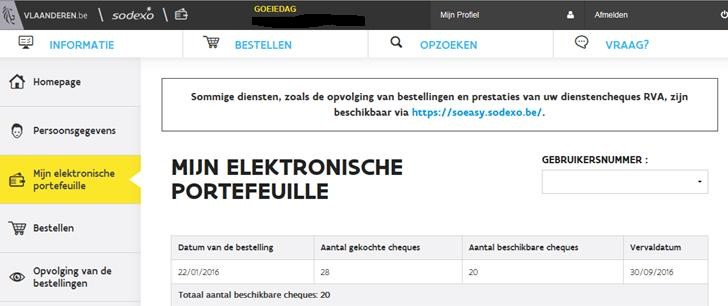 VLAANDEREN.be sodexo GOEIEDAG Mijn Profiel Afmelden
INFORMATIE BESTELLEN OPZOEKEN VRAAG?
Homepage
Persoonsgegevens
Mijn elektronische
portefeuille
Bestellen
Opvolging van de
bestellingen
Sommige diensten, zoals de opvolging van bestellingen en prestaties van uw dienstencheques RVA, zijn
beschikbaar via https://soeasy.sodexo.be/.
MIJN ELEKTRONISCHE
PORTEFEUILLE
GEBRUIKERSNUMMER :
Datum van de bestelling Aantal gekochte cheques Aantal beschikbare cheques Vervaldatum
22/01/2016 28 20 30/09/2016
Totaal aantal beschikbare cheques: 20